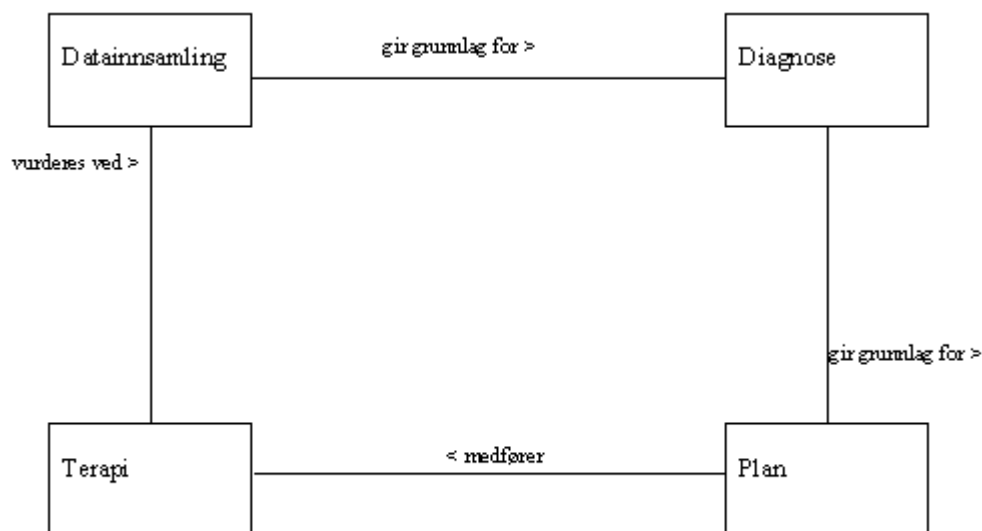 Datainnsamling
gir grunnlag for >
Diagnose
vurderes ved >
gir grunnlag for >
Terapi
< medfører
Plan